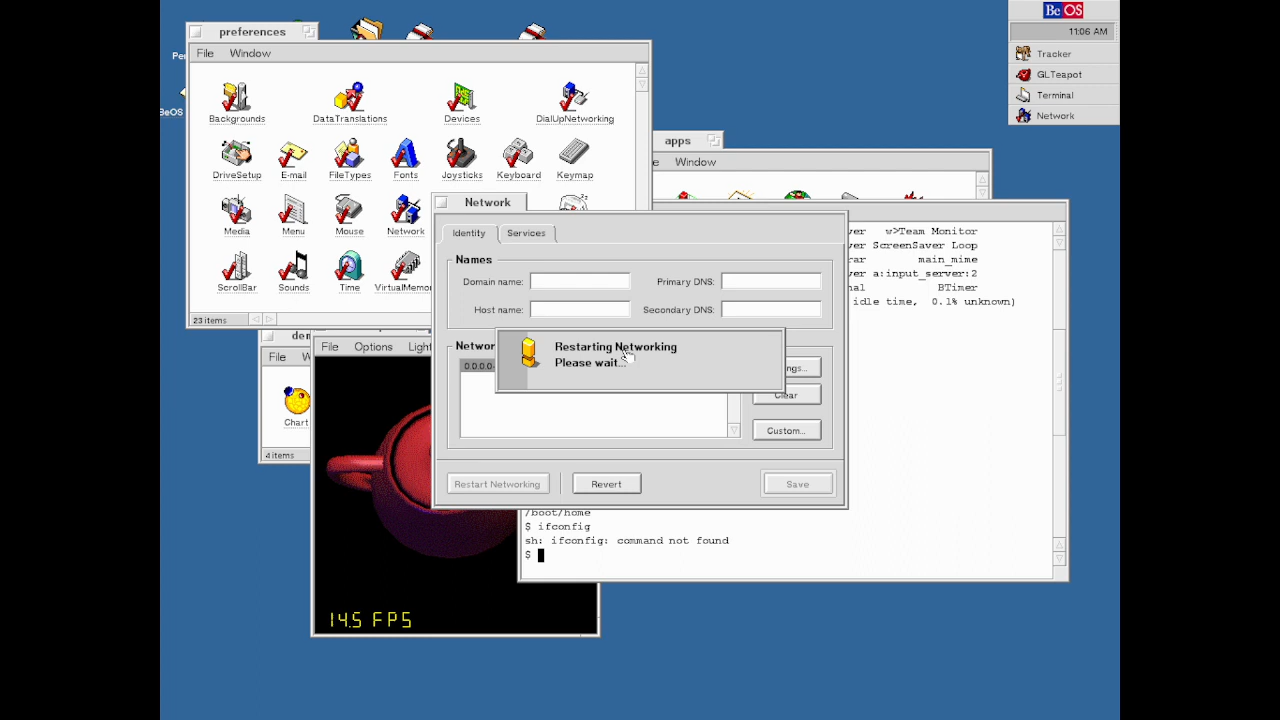 Be OS
11:06 AM
Tracker
GLTeapot
Terminal
Network
preferences
File Window
Backgrounds DataTranslations Devices DialUpNetworking
DriveSetup E-mail FileTypes Fonts Joysticks Keyboard Keymap
Media Menu Mouse Network
ScrollBar Sounds Time
23 items
BeOS
apps
Window
Network
Identity Services
Names
Domain name: Primary DNS:
Host name: Secondary DNS:
Restarting Networking
Please wait...
Clear
Custom...
Restart Networking Revert Save
w>Team Monitor
ScreenSaver Loop
main_mime
a:input_server:2
BTimer
idle time, 0.1% unknown)
/boot/home
$ ifconfig
sh: ifconfig: command not found
$
File
Chart
4 items
File Options
14.5 FPS